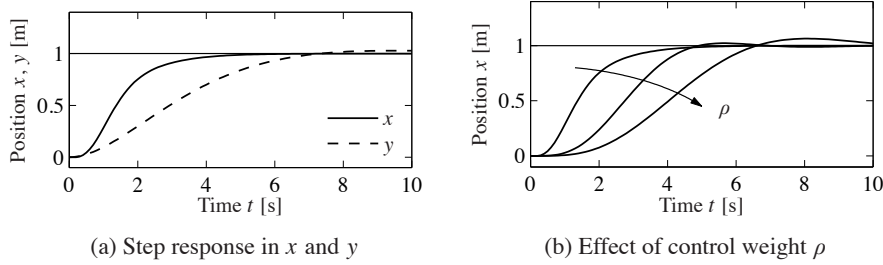 Position x, y [m]
1
0.5
0
x
y
0 2 4 6 8 10
Time t [s]
(a) Step response in x and y
Position x [m]
1
0.5
0
ρ
0 2 4 6 8 10
Time t [s]
(b) Effect of control weight ρ